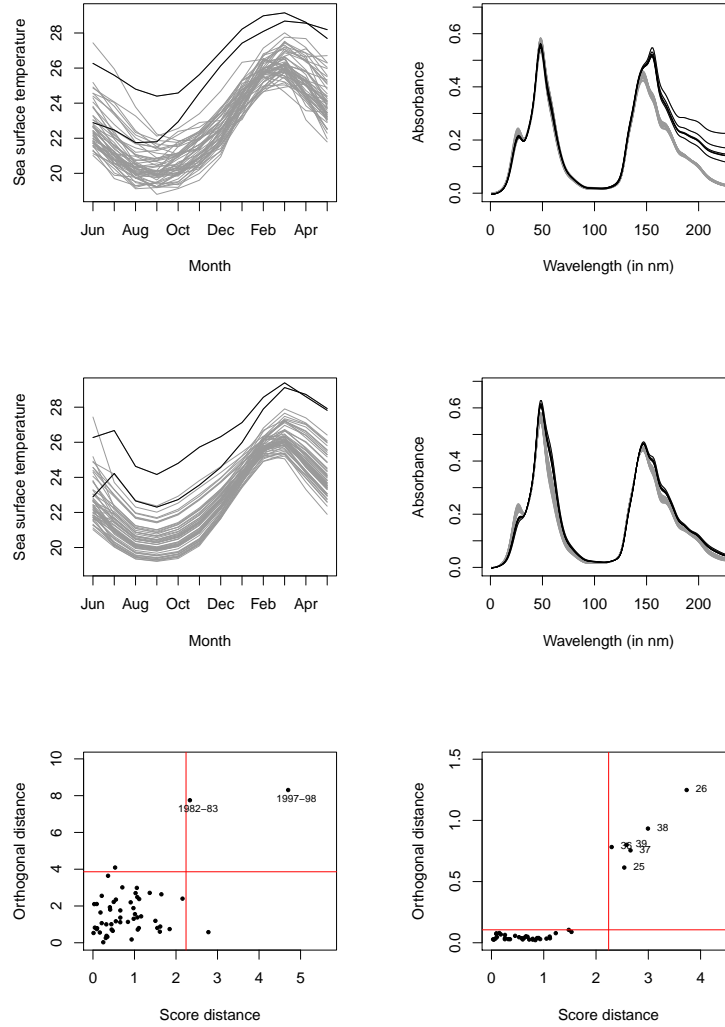 Sea surface temperature
28
26
24
22
20
Jun Aug Oct Dec Feb Apr
Month
Absorbance
0.6
0.4
0.2
0.0
0 50 100 150 200
Wavelength (in nm)
Sea surface temperature
28
26
24
22
20
Jun Aug Oct Dec Feb Apr
Month
Absorbance
0.6
0.4
0.2
0.0
0 50 100 150 200
Wavelength (in nm)
Orthogonal distance
10
8
6
4
2
0
1982−83
1997−98
0 1 2 3 4 5
Score distance
Orthogonal distance
1.5
1.0
0.5
0.0
26
38
39
37
25
0 1 2 3 4
Score distance